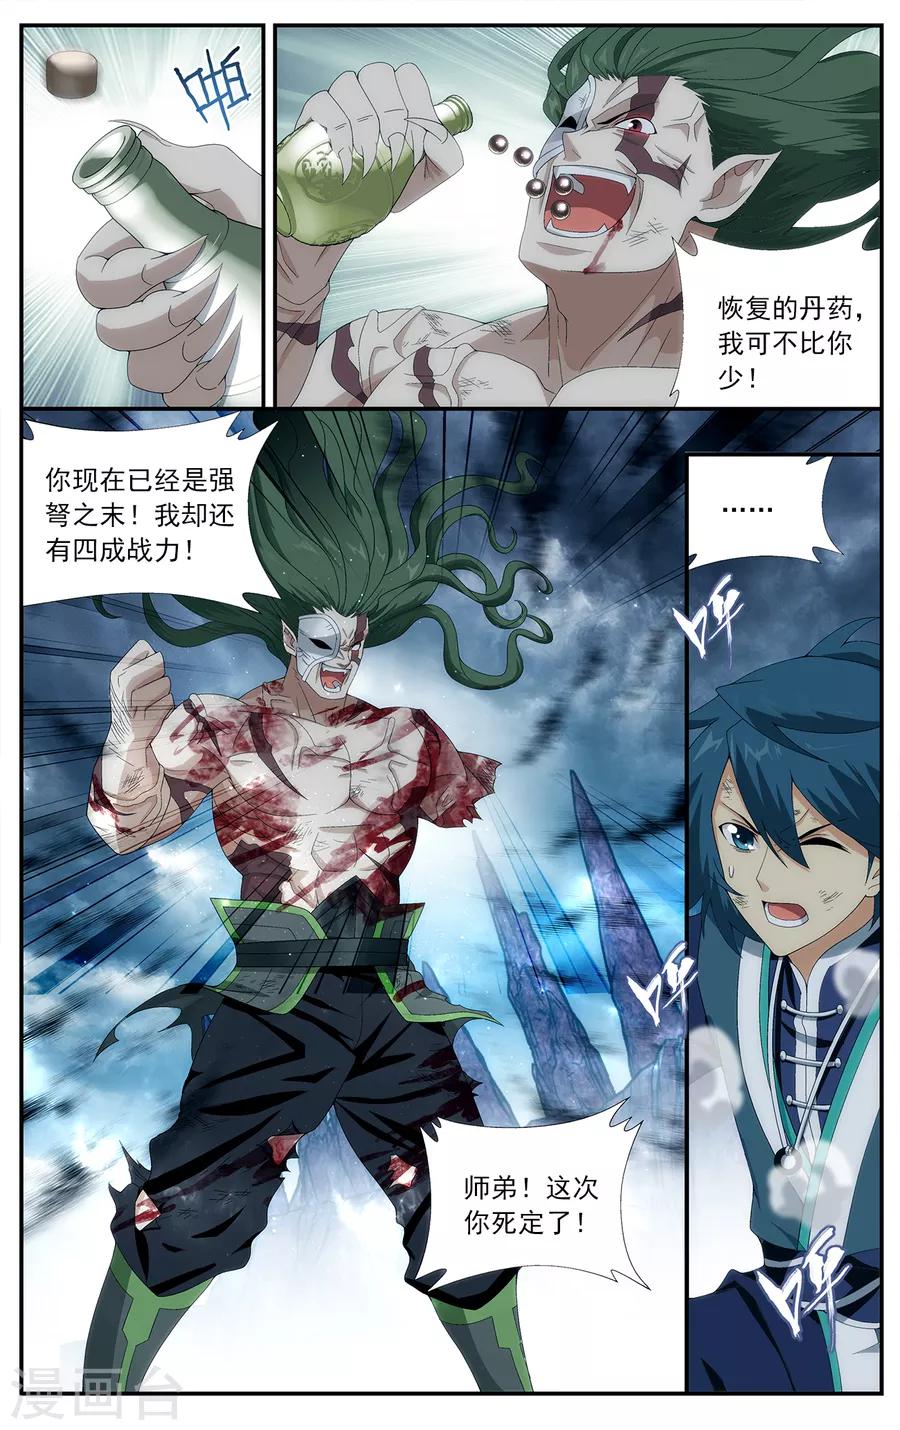 啪
恢复的丹药，
我可不比你
少！
你现在已经是强
弩之末！我却还
有四成战力！
……
呼
呼
师弟！这次
你死定了！
呼
漫画台